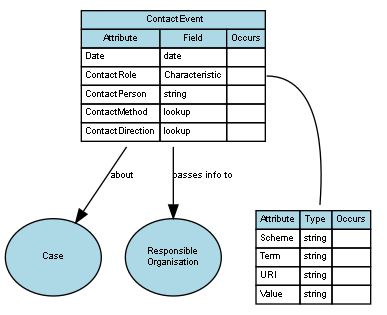 ContactEvent
Attribute Field Occurs
Date date
ContactRole Characteristic
ContactPerson string
ContactMethod lookup
ContactDirection lookup
about
passes info to
Case
Responsible
Organisation
Attribute Type Occurs
Scheme string
Term string
URI string
Value string